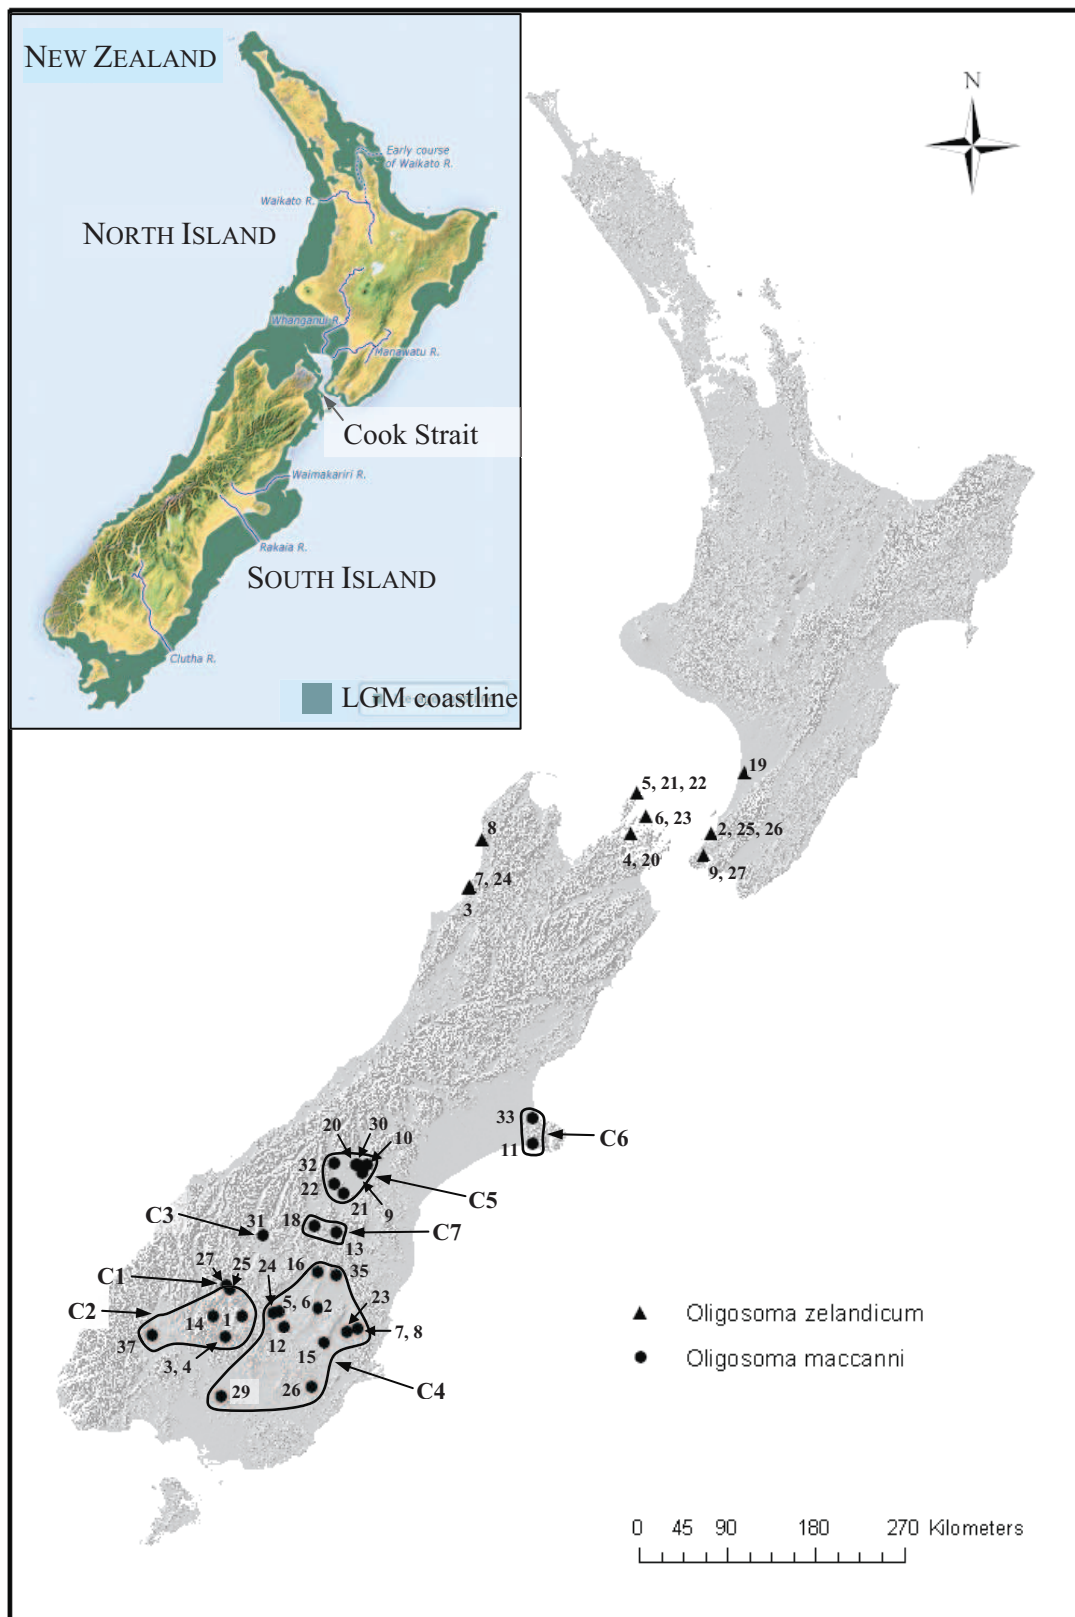 NEW ZEALAND
Early course
of Waikato R.
Waikato R.
NORTH ISLAND
Whanganui R.
Manawatu R.
Cook Strait
Waimakariri R.
Rakaia R.
SOUTH ISLAND
Clutha R.
LGM coastline
N
19
5, 21, 22
6, 23
2, 25, 26
8
4, 20
9, 27
7, 24
3
33
C6
11
20
30
10
32
22
21
9
C5
C3
31
18
13
C7
C1
27
25
24
16
35
C2
5, 6
2
23
14
1
12
7, 8
37
3, 4
15
29
26
C4
Oligosoma zelandicum
Oligosoma maccanni
0 45 90 180 270 Kilometers